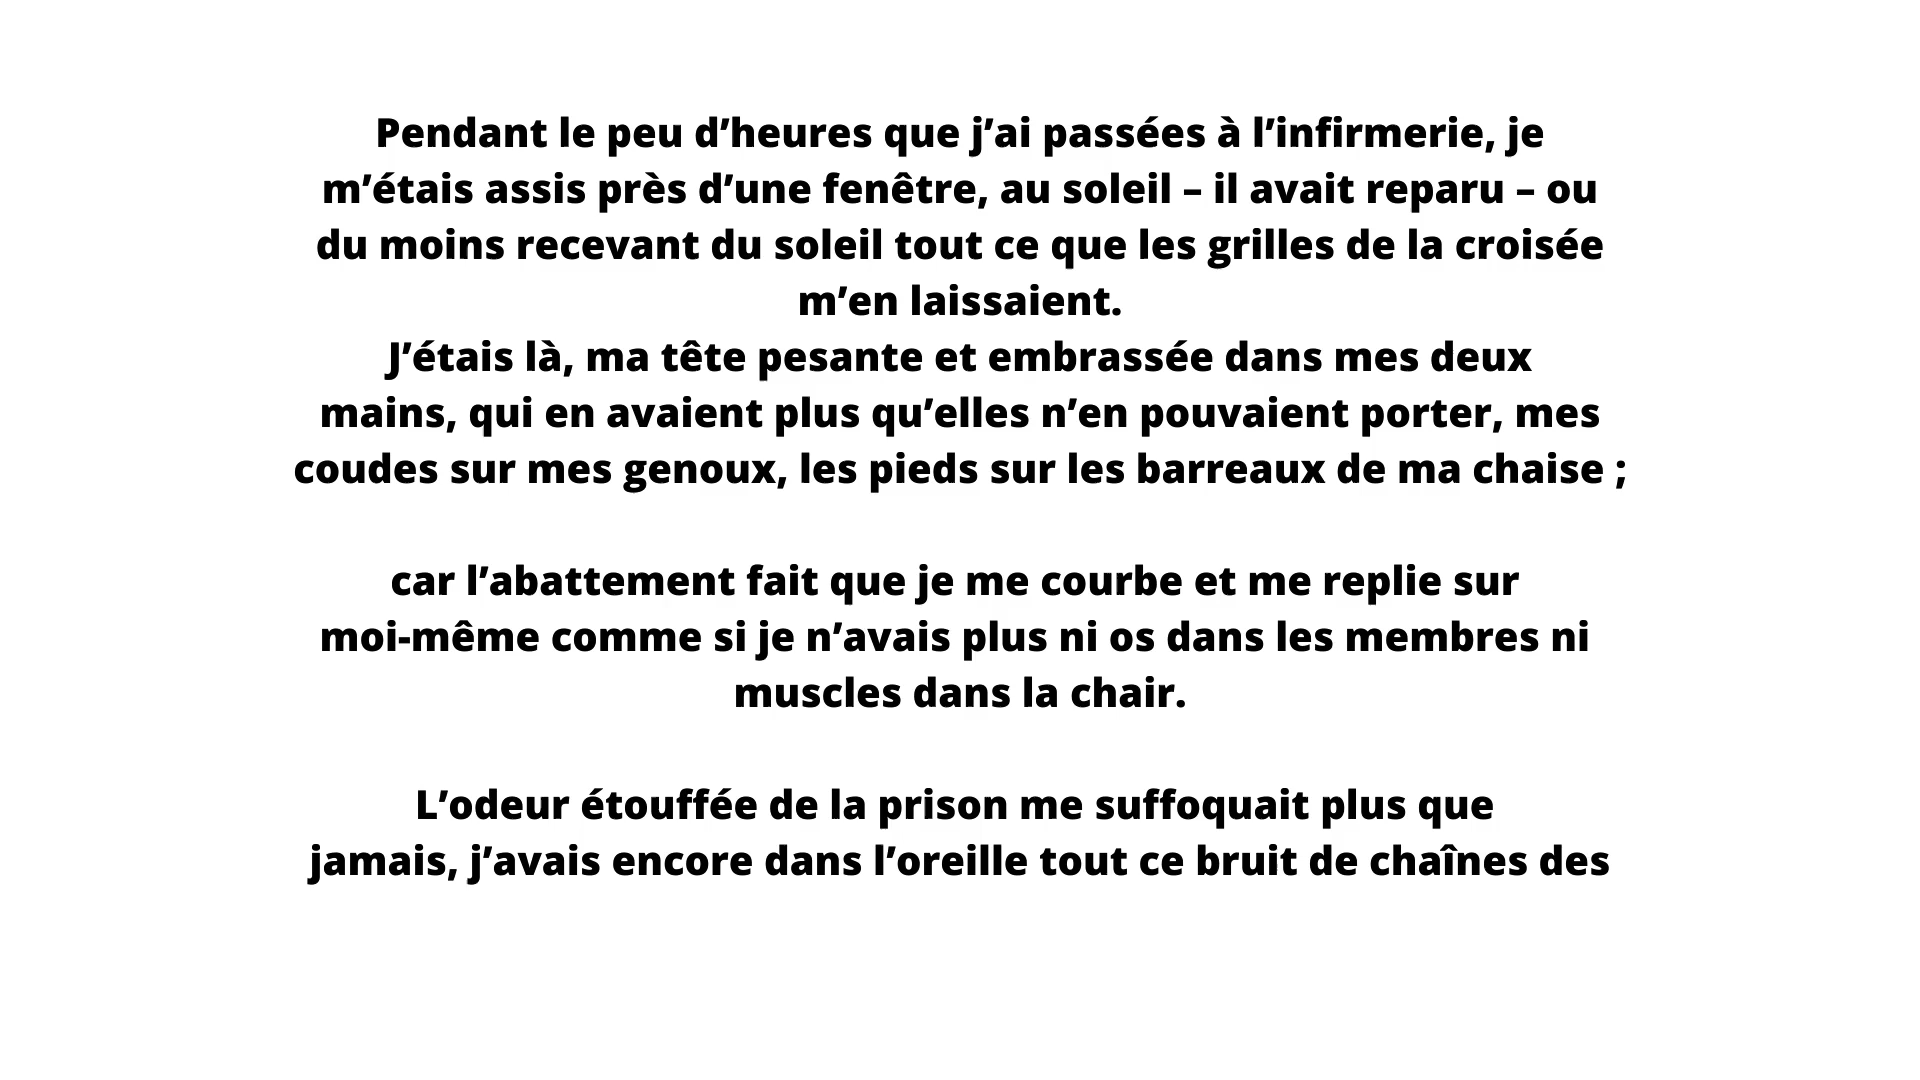 Pendant le peu d’heures que j’ai passées à l’infirmerie, je
m’étais assis près d’une fenêtre, au soleil – il avait reparu – ou
du moins recevant du soleil tout ce que les grilles de la croisée
m’en laissaient.
J’étais là, ma tête pesante et embrassée dans mes deux
mains, qui en avaient plus qu’elles n’en pouvaient porter, mes
coudes sur mes genoux, les pieds sur les barreaux de ma chaise ;
car l’abattement fait que je me courbe et me replie sur
moi-même comme si je n’avais plus ni os dans les membres ni
muscles dans la chair.
L’odeur étouffée de la prison me suffoquait plus que
jamais, j’avais encore dans l’oreille tout ce bruit de chaînes des